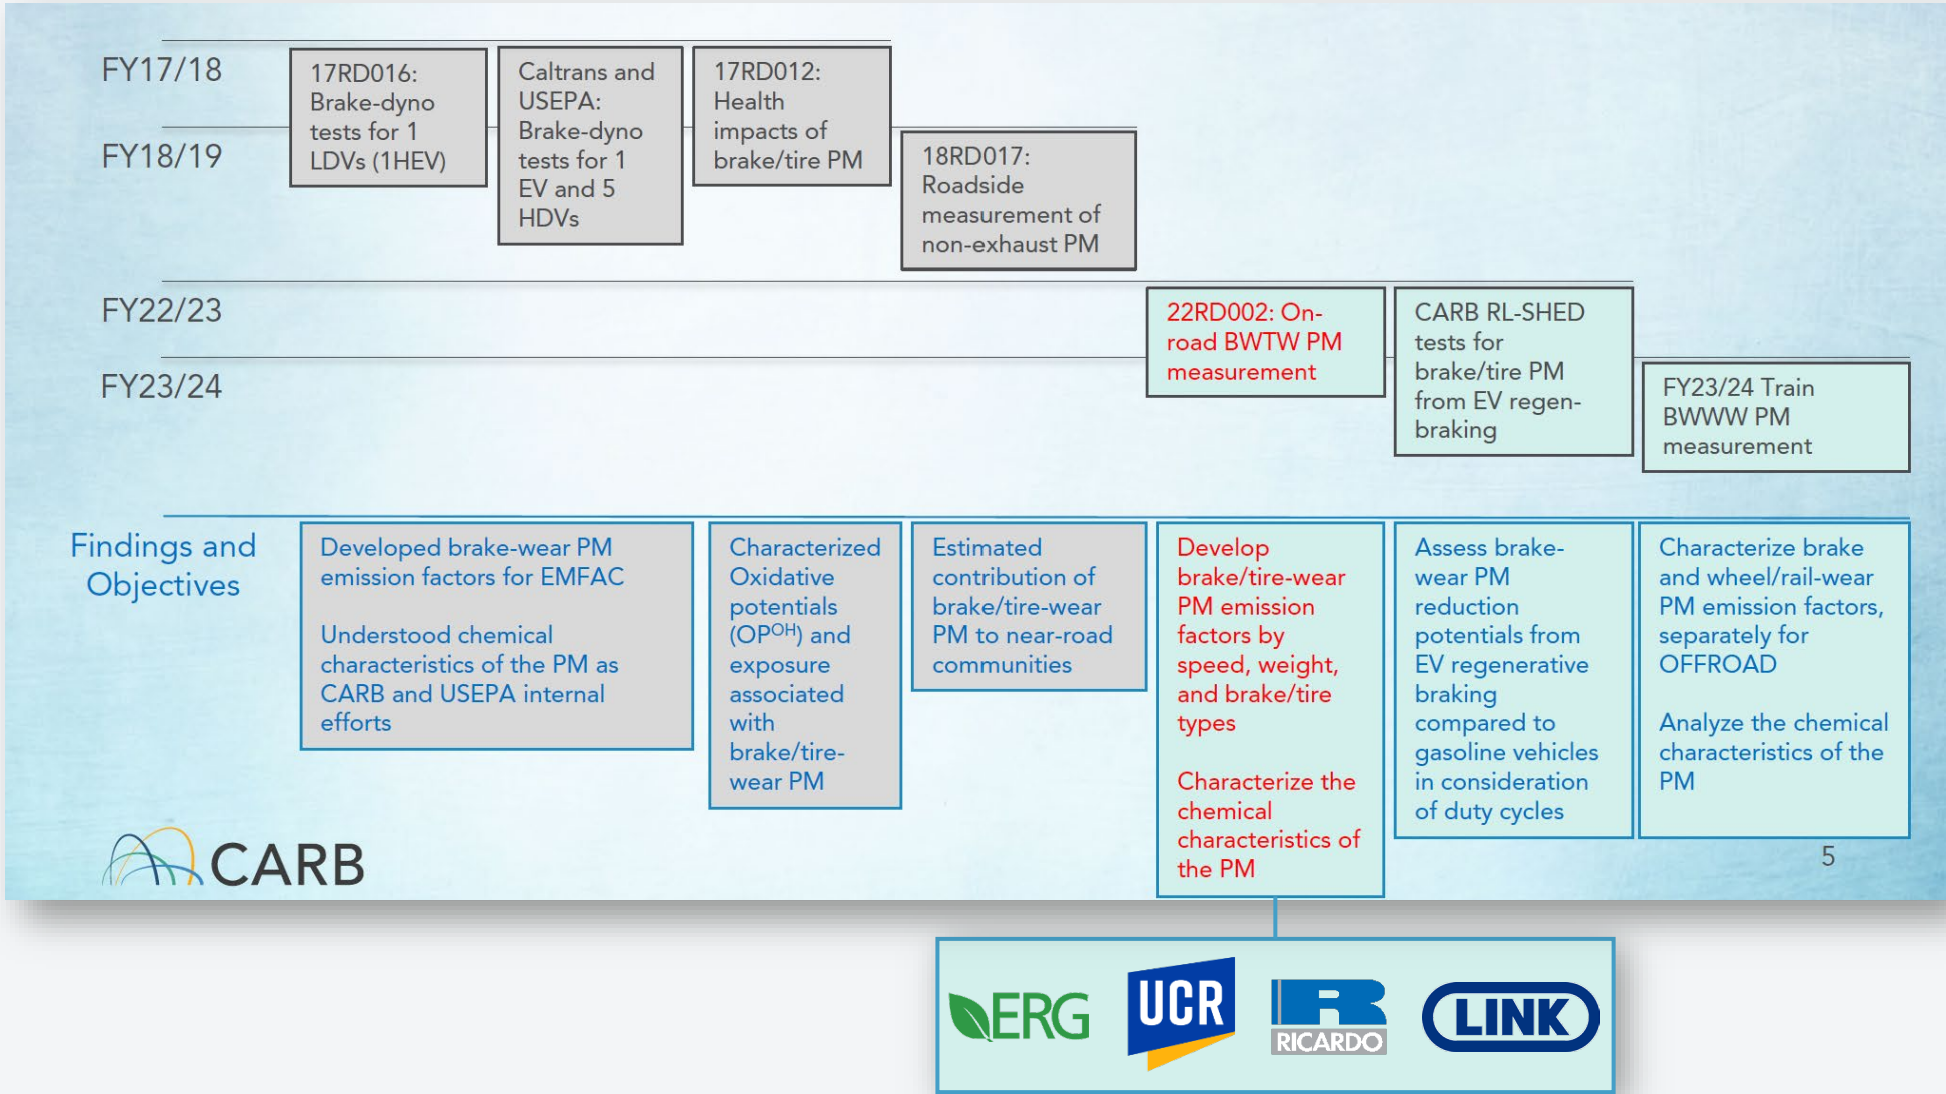 FY17/18
17RD016:
Brake-dyno
tests for 1
LDVs (1HEV)
Caltrans and
USEPA:
Brake-dyno
tests for 1
EV and 5
HDVs
17RD012:
Health
impacts of
brake/tire PM
FY18/19
18RD017:
Roadside
measurement of
non-exhaust PM
FY22/23
22RD002: On-
road BWTW PM
measurement
CARB RL-SHED
tests for
brake/tire PM
from EV regen-
braking
FY23/24
FY23/24 Train
BWWW PM
measurement
Findings and
Objectives
Developed brake-wear PM
emission factors for EMFAC
Understood chemical
characteristics of the PM as
CARB and USEPA internal
efforts
Characterized
Oxidative
potentials
(OP^OH) and
exposure
associated
with
brake/tire-
wear PM
Estimated
contribution of
brake/tire-wear
PM to near-road
communities
Develop
brake/tire-wear
PM emission
factors by
speed, weight,
and brake/tire
types
Characterize the
chemical
characteristics of
the PM
Assess brake-
wear PM
reduction
potentials from
EV regenerative
braking
compared to
gasoline vehicles
in consideration
of duty cycles
Characterize brake
and wheel/rail-wear
PM emission factors,
separately for
OFFROAD
Analyze the chemical
characteristics of the
PM
CARB
5
ERG
UCR
R
RICARDO
LINK